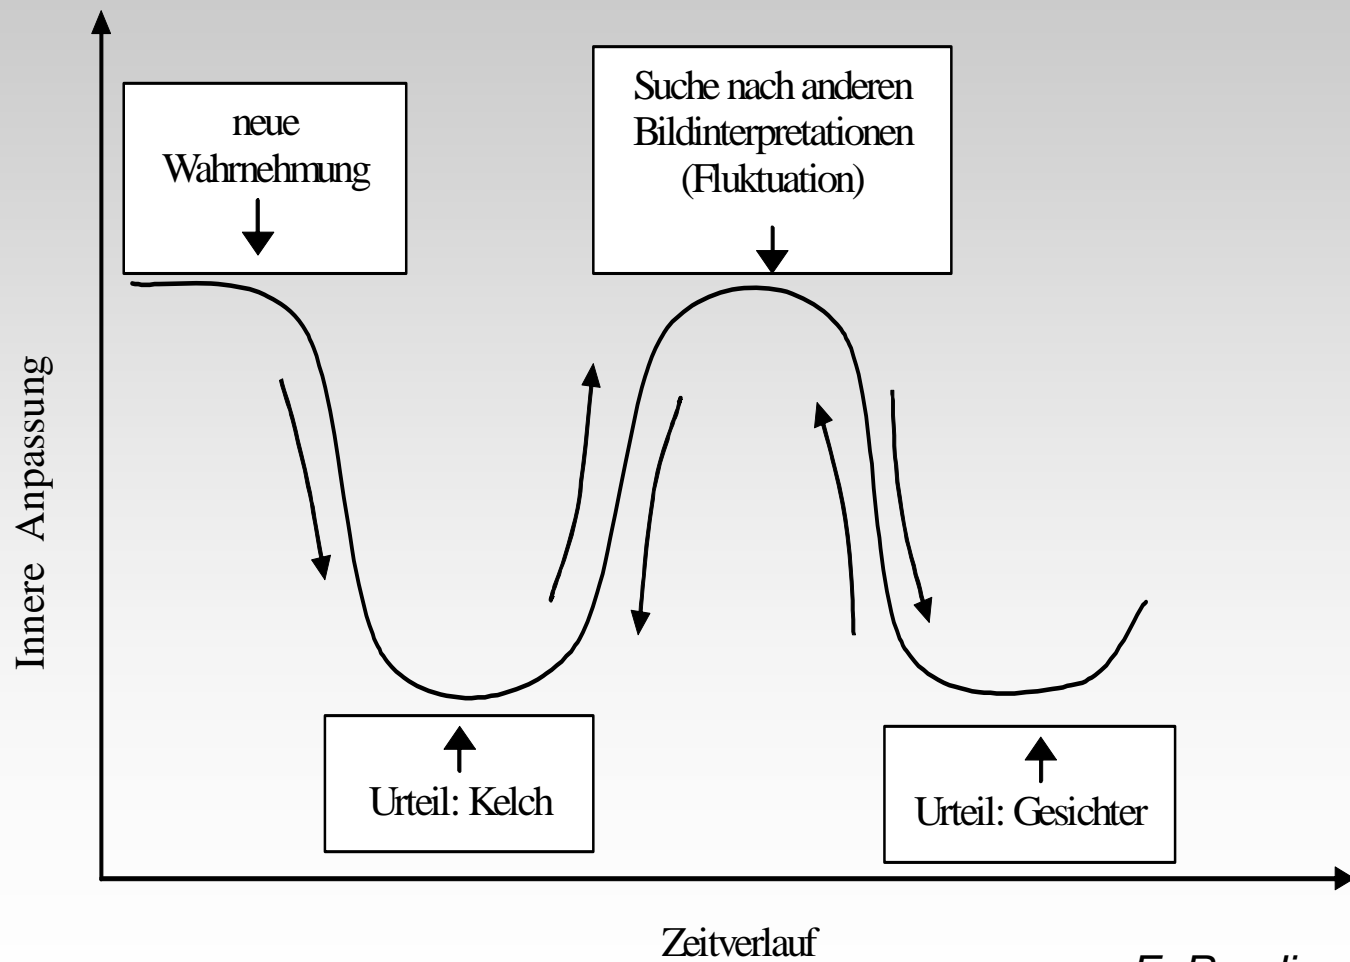 neue
Wahrnehmung
Suche nach anderen
Bildinterpretationen
(Fluktuation)
Innere Anpassung
Urteil: Kelch
Urteil: Gesichter
Zeitverlauf